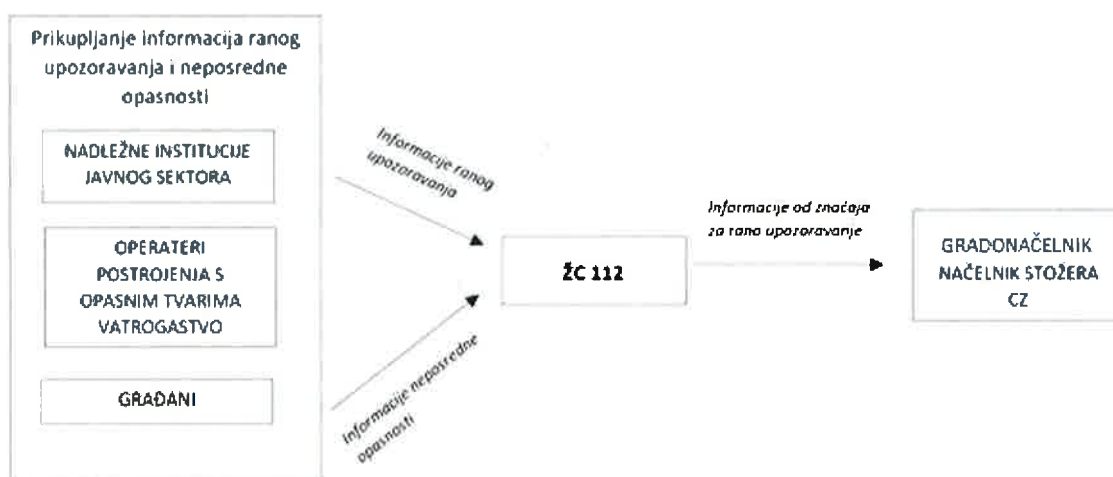 Prikupljanje informacija ranog
upozoravanja i neposredne
opasnosti
NADLEŽNE INSTITUCIJE
JAVNOG SEKTORA
OPERATERI
POSTROJENJA S
OPASNIM TVARIMA
VATROGASTVO
GRAĐANI
Informacije ranog
upozoravanja
Informacije neposredne
opasnosti
ŽC 112
Informacije od značaja
za rano upozoravanje
GRADONAČELNIK
NAČELNIK STOŽERA
CZ